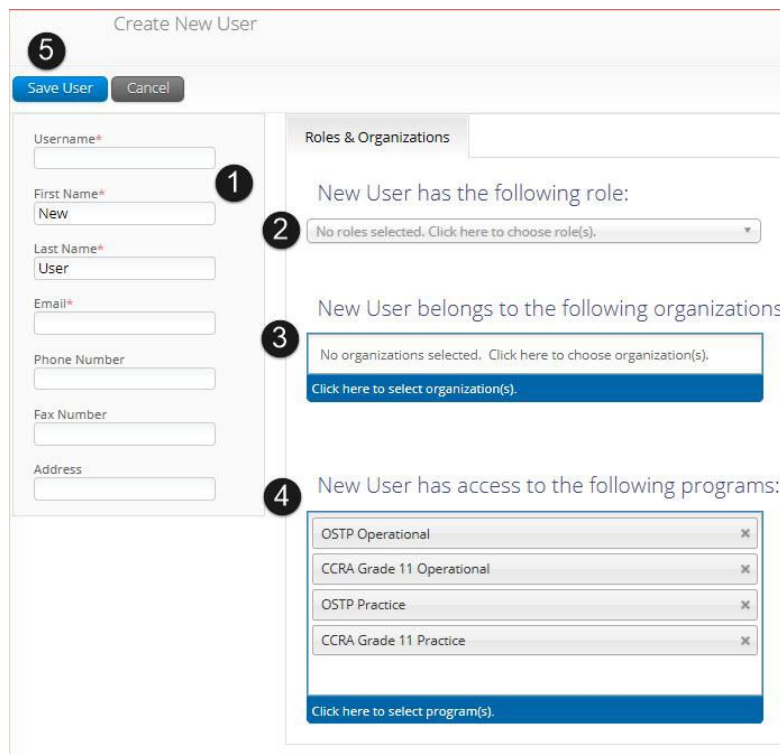 Create New User
5
Save User
Cancel
Username*
1
First Name*
New
Last Name*
User
Email*
Phone Number
Fax Number
Address
Roles & Organizations
New User has the following role:
2
No roles selected. Click here to choose role(s).
New User belongs to the following organizations
3
No organizations selected. Click here to choose organization(s).
Click here to select organization(s).
4
New User has access to the following programs:
OSTP Operational
CCRA Grade 11 Operational
OSTP Practice
CCRA Grade 11 Practice
Click here to select program(s).